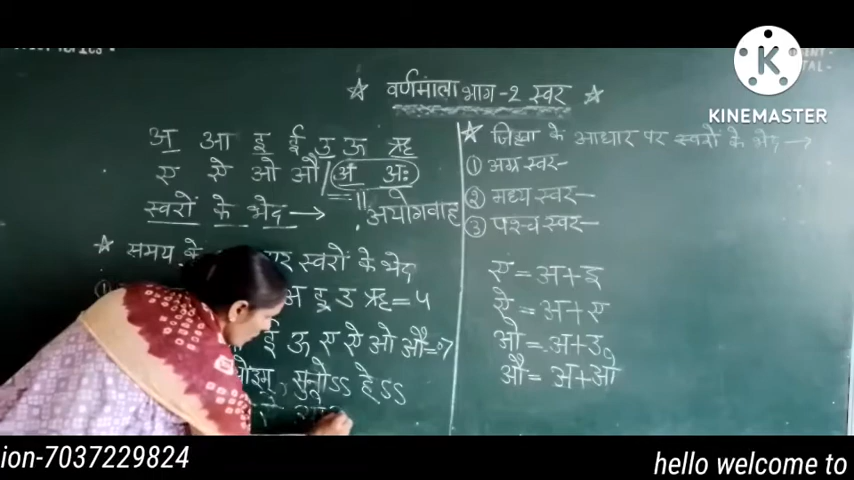 KINEMASTER
☆ वर्णमाला भाग-2 स्वर ☆
अ आ इ ई उ ऊ ऋ
ए ऐ ओ औ / अं अः
= || अयोगवाह
स्वरों के भेद →
☆ समय के स्वरों के भेद
अ इ उ ऋ = 4
ई ऊ ए ऐ ओ औ = 7
, सुनोऽऽ हेऽऽ
☆ जिह्वा के आधार पर स्वरों के भेद →
① अग्र स्वर-
② मध्य स्वर-
③ पश्च स्वर-
ए = अ+इ
ऐ = अ+ए
ओ = अ+उ
औ = अ+ओ
ion-7037229824
hello welcome to